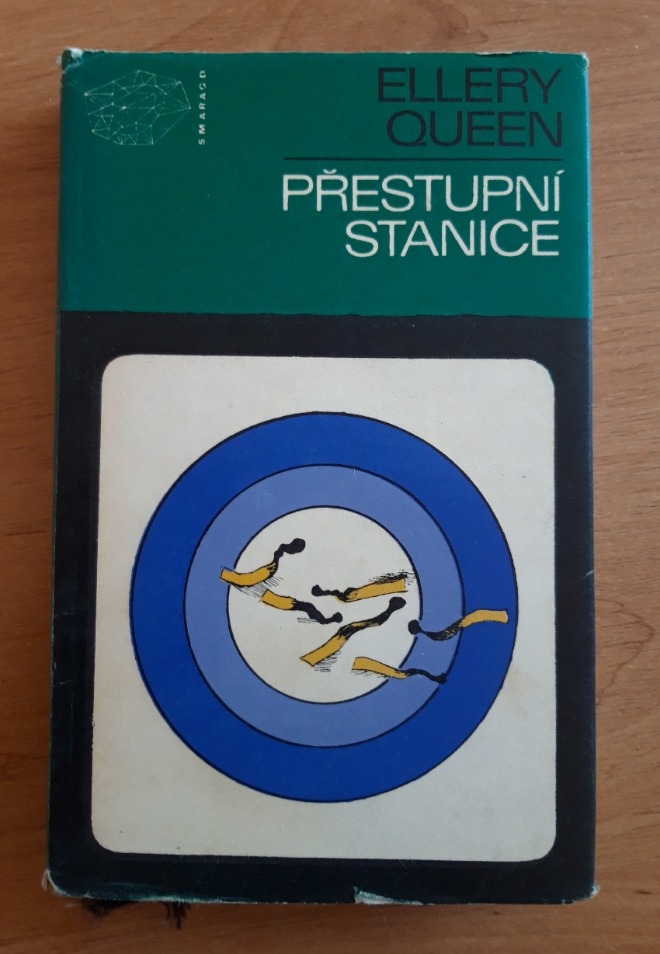 SMARAGD
ELLERY
QUEEN
PŘESTUPNÍ
STANICE